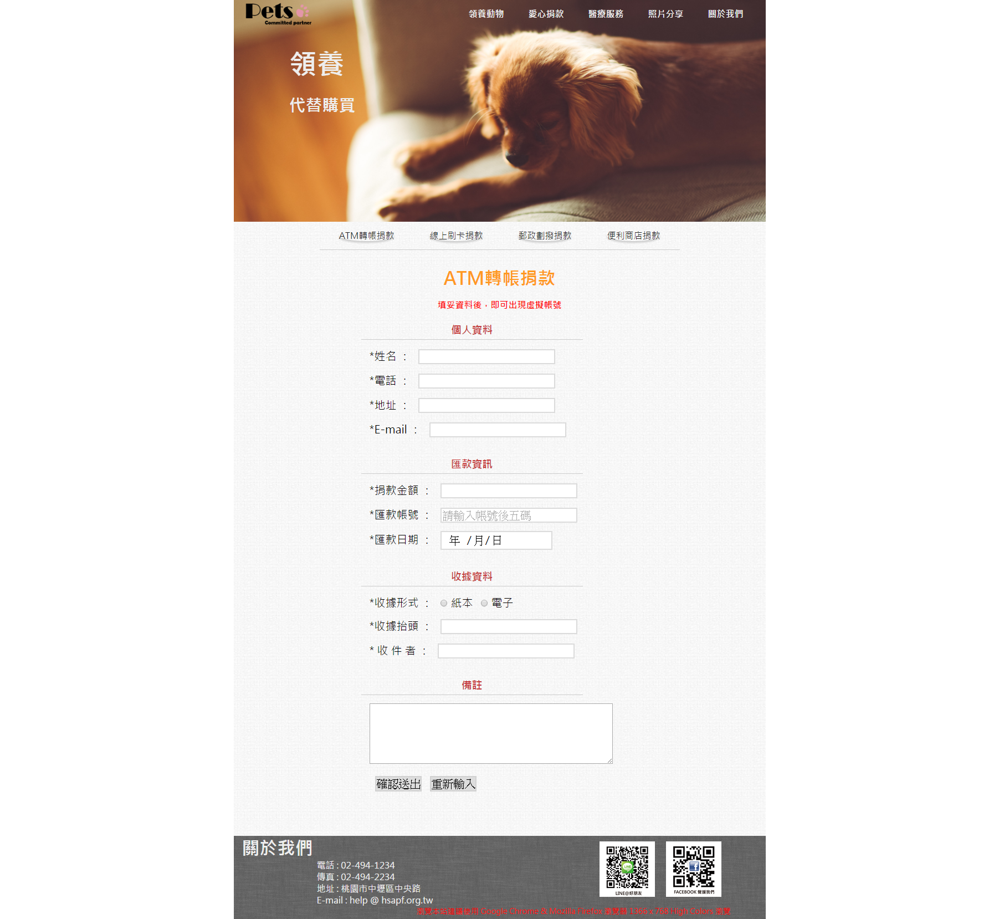 Pets
Committed partner
領養動物 愛心捐款 醫療服務 照片分享 關於我們
領養
代替購買
ATM轉帳捐款 線上刷卡捐款 郵政劃撥捐款 便利商店捐款
ATM轉帳捐款
填妥資料後，即可出現虛擬帳號
個人資料
*姓名 :
*電話 :
*地址 :
*E-mail :
匯款資訊
*捐款金額 :
*匯款帳號 : 請輸入帳號後五碼
*匯款日期 : 年 /月/日
收據資料
*收據形式 : 紙本 電子
*收據抬頭 :
* 收 件 者 :
備註
確認送出 重新輸入
關於我們
電話 : 02-494-1234
傳真 : 02-494-2234
地址 : 桃園市中壢區中央路
E-mail : help @ hsapf.org.tw
LINE
LINE@好朋友
FACEBOOK 聲援我們
瀏覽本站建議使用 Google Chrome & Mozilla Firefox 瀏覽器 1366 x 768 High Colors 瀏覽